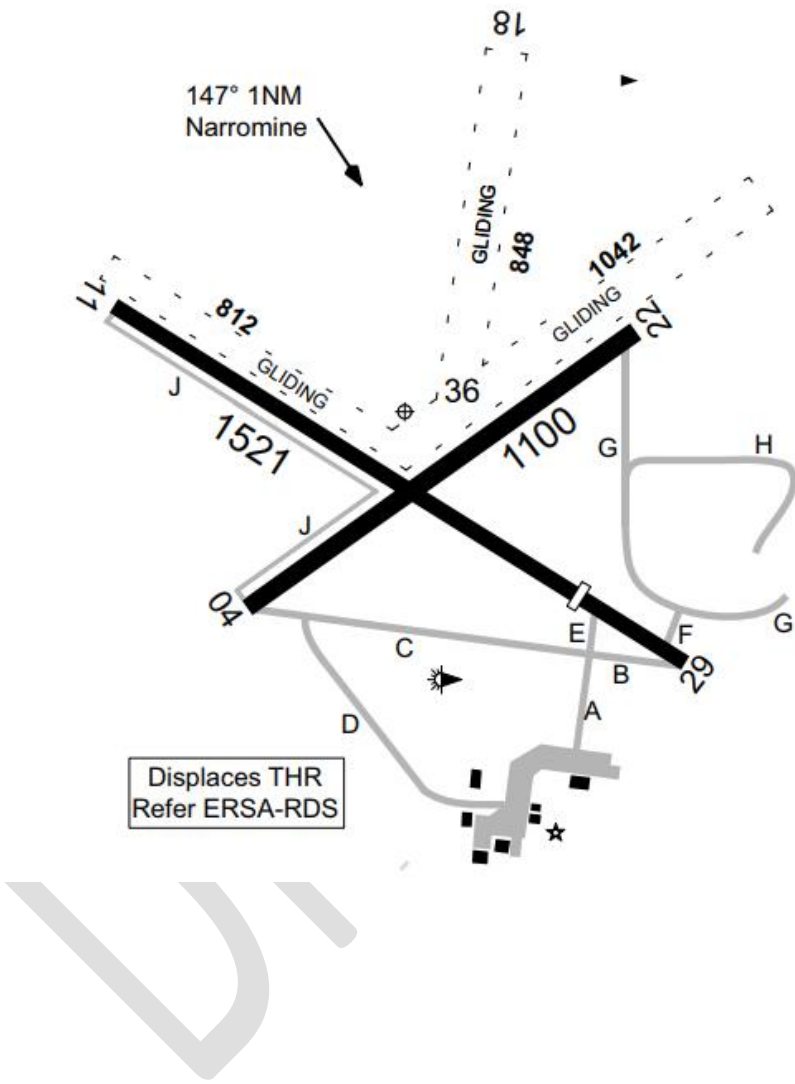 18
147° 1NM
Narromine
GLIDING
848
1042
GLIDING
22
11
812
GLIDING
36
J
1521
1100
G
H
J
04
C
E
F
G
B
29
A
D
Displaces THR
Refer ERSA-RDS